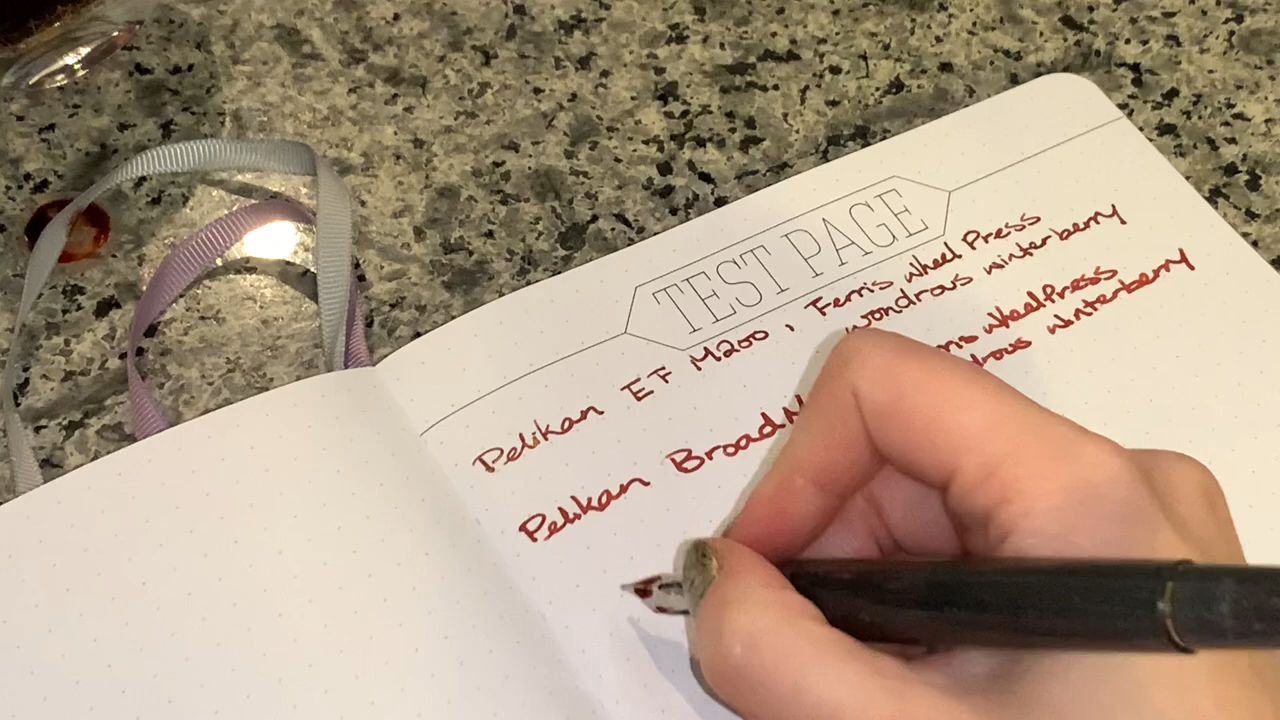 TEST PAGE
Pelikan EF M200, Ferris Wheel Press
wondrous winterberry
Pelikan Broad wheel Press
winterberry